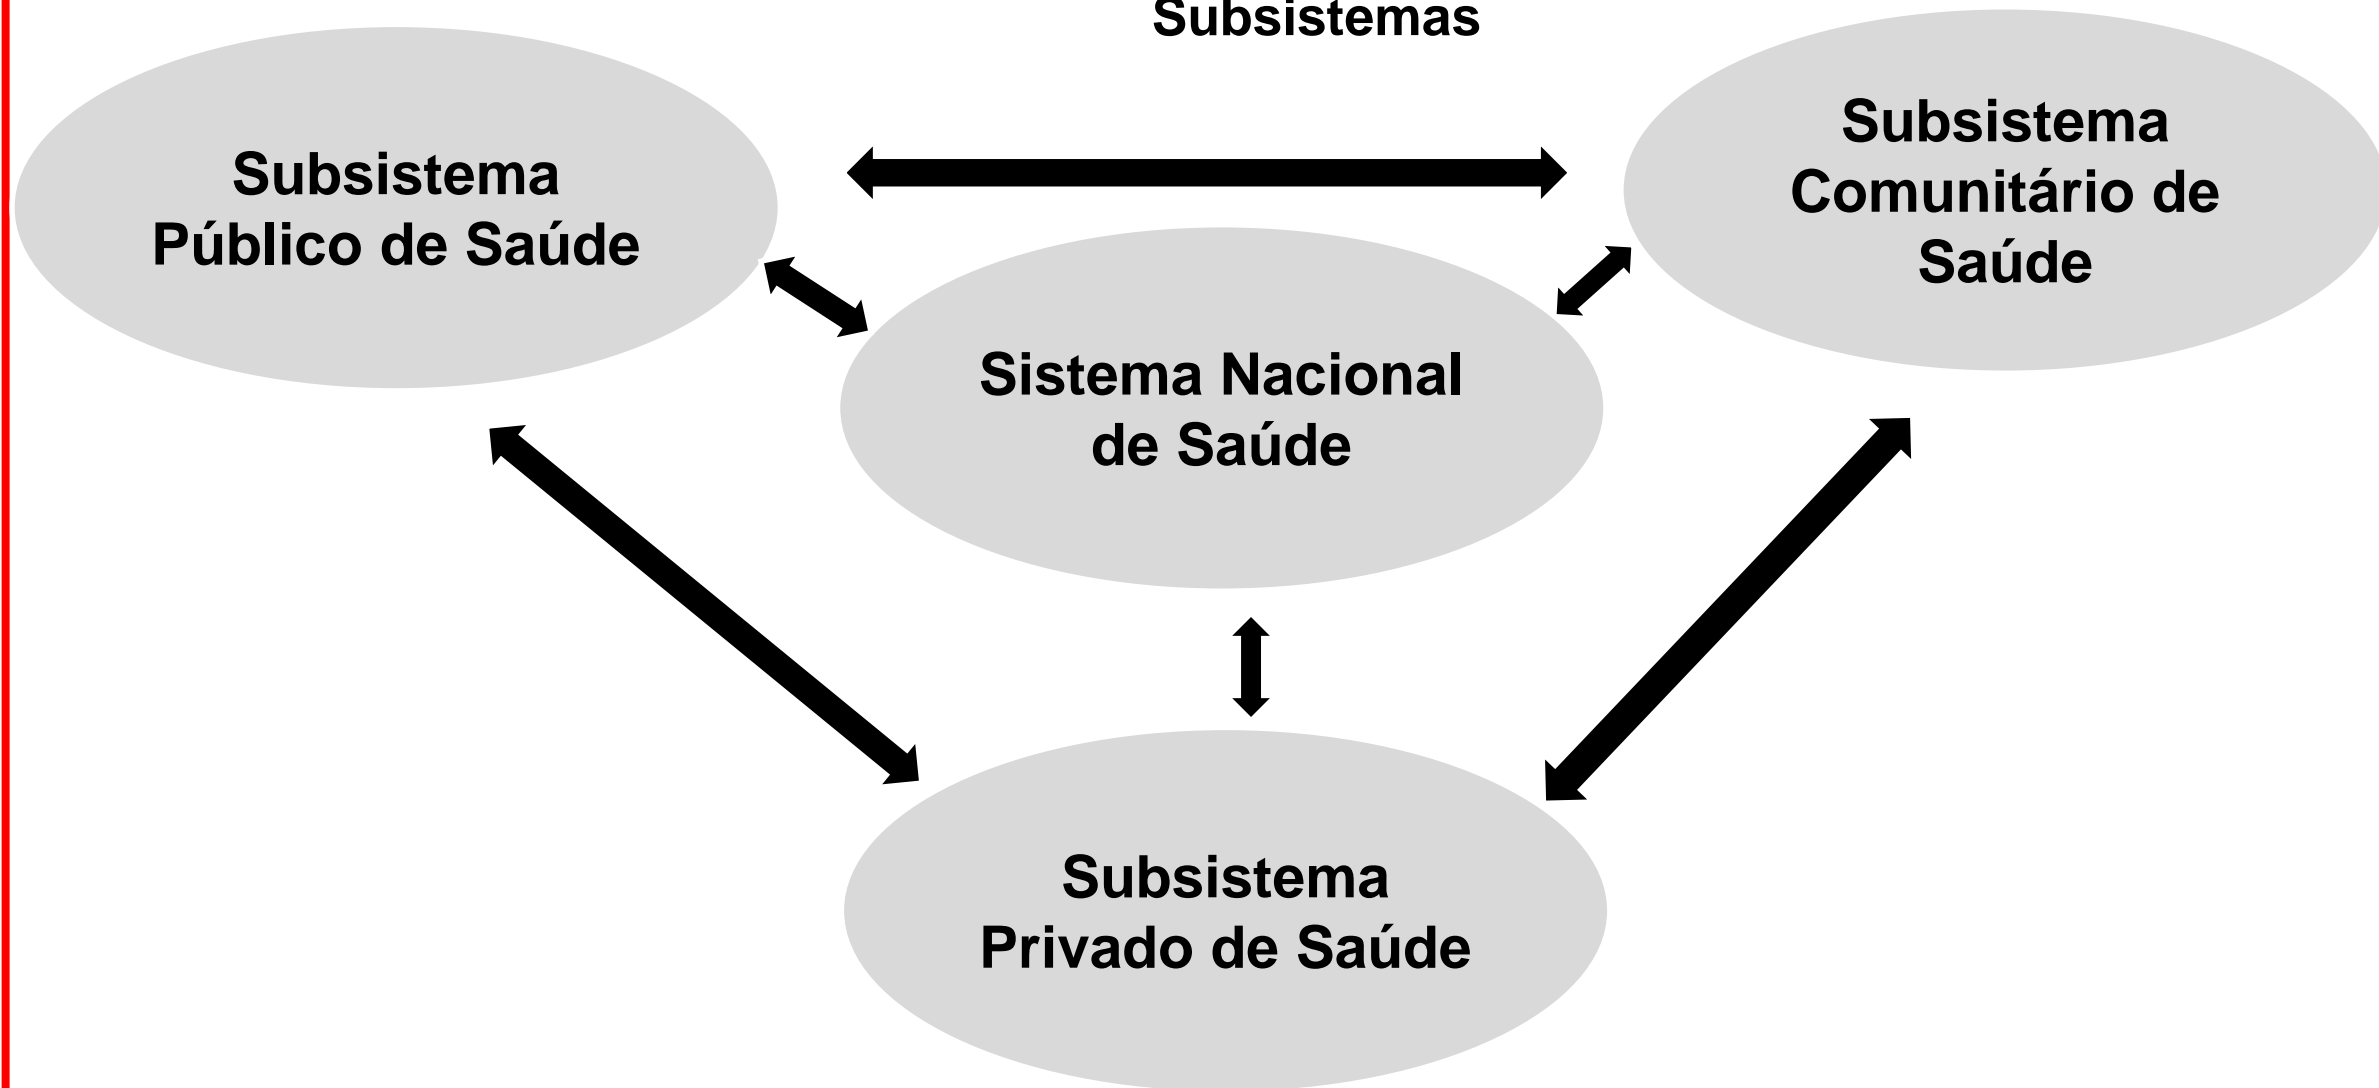 Subsistemas
Subsistema
Público de Saúde
Subsistema
Comunitário de
Saúde
Sistema Nacional
de Saúde
Subsistema
Privado de Saúde